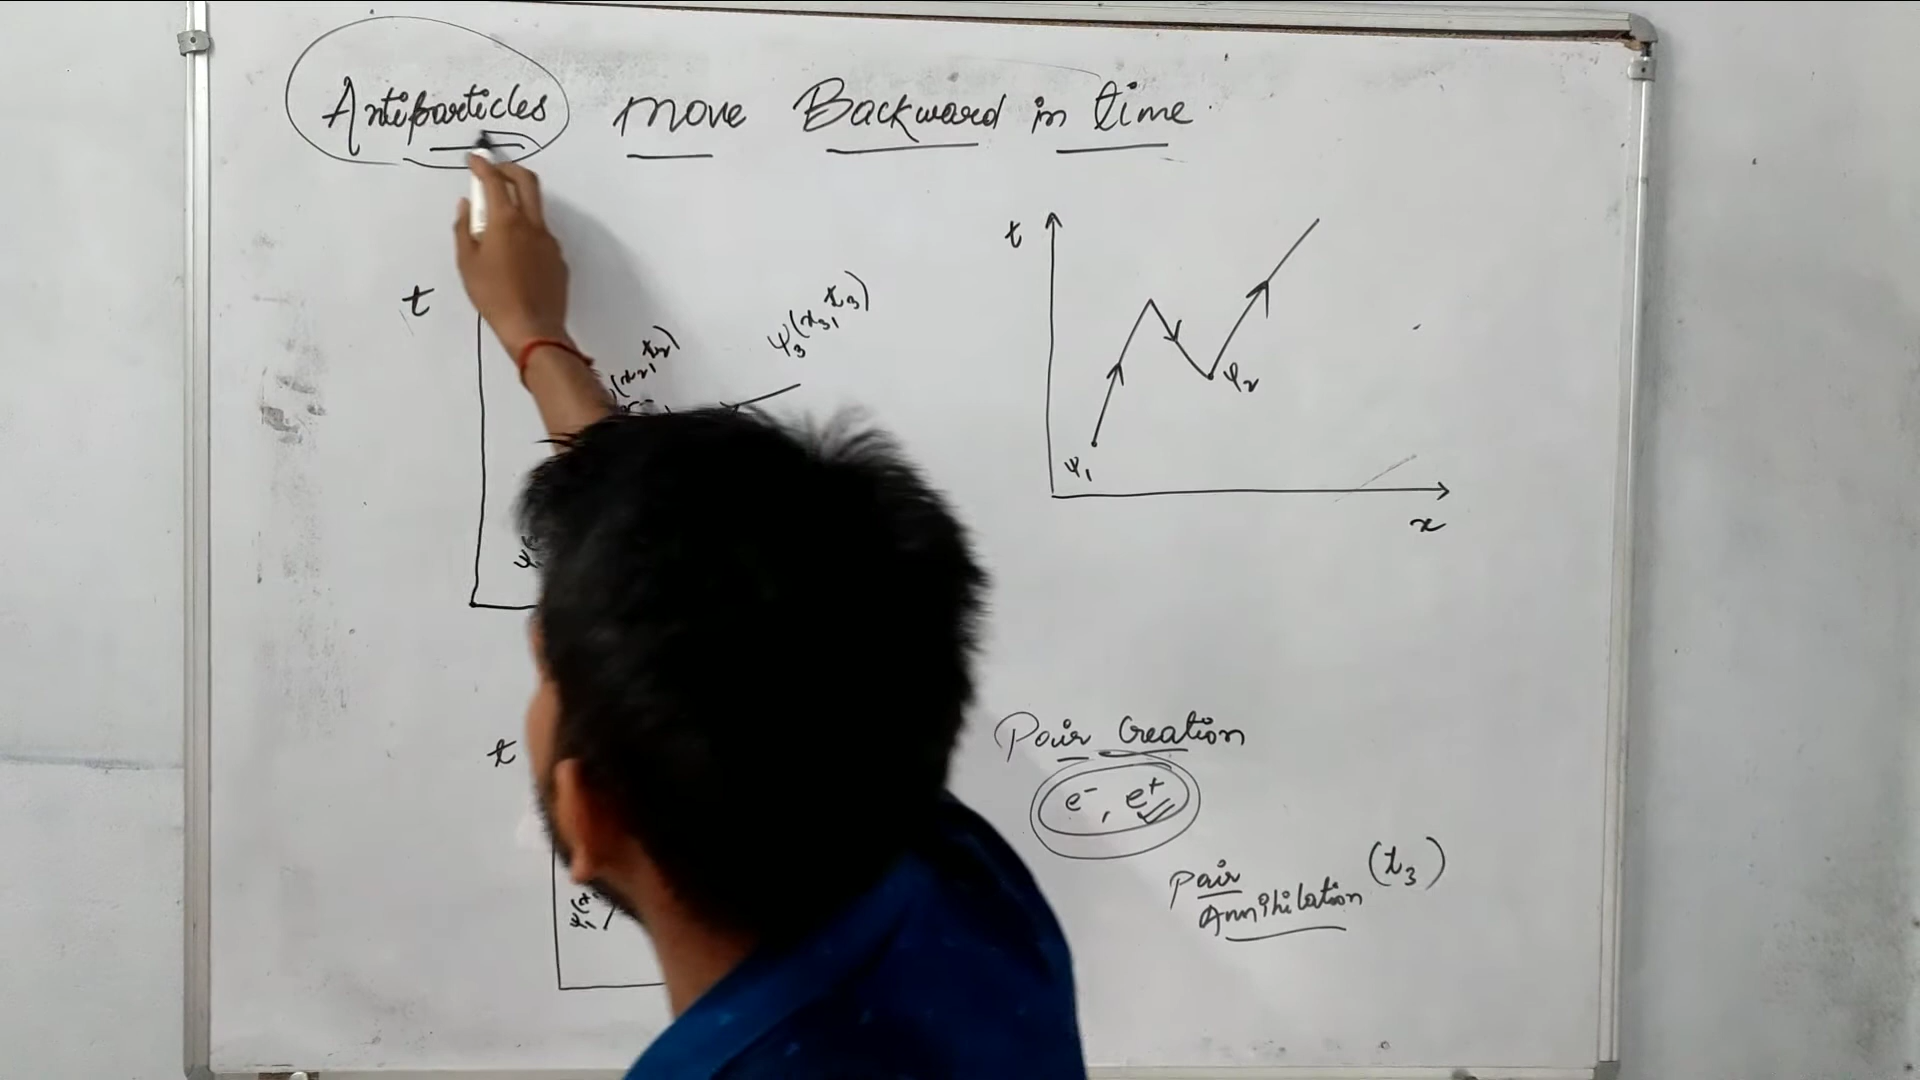 Antiparticles move Backward in time.
t
ψ3(x3,t3)
(x2,t2)
t
ψ2
ψ1
x
Pair Creation
t
e⁻, e⁺
Pair Annihilation (t3)